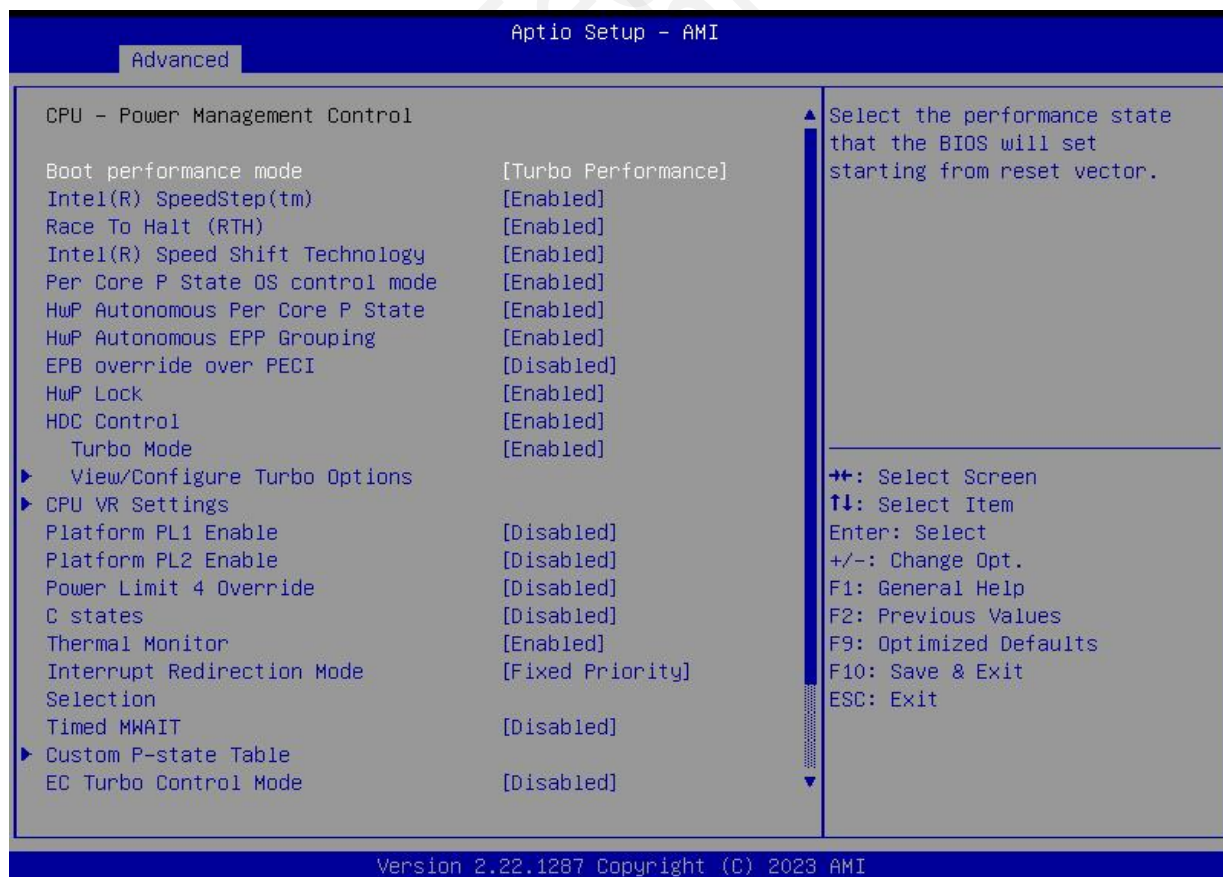 Aptio Setup – AMI
Advanced
CPU – Power Management Control
Boot performance mode [Turbo Performance]
Intel(R) SpeedStep(tm) [Enabled]
Race To Halt (RTH) [Enabled]
Intel(R) Speed Shift Technology [Enabled]
Per Core P State OS control mode [Enabled]
HwP Autonomous Per Core P State [Enabled]
HwP Autonomous EPP Grouping [Enabled]
EPB override over PECI [Disabled]
HwP Lock [Enabled]
HDC Control [Enabled]
Turbo Mode [Enabled]
View/Configure Turbo Options
CPU VR Settings
Platform PL1 Enable [Disabled]
Platform PL2 Enable [Disabled]
Power Limit 4 Override [Disabled]
C states [Disabled]
Thermal Monitor [Enabled]
Interrupt Redirection Mode [Fixed Priority]
Selection
Timed MWAIT [Disabled]
Custom P-state Table
EC Turbo Control Mode [Disabled]
Select the performance state
that the BIOS will set
starting from reset vector.
→←: Select Screen
↑↓: Select Item
Enter: Select
+/-: Change Opt.
F1: General Help
F2: Previous Values
F9: Optimized Defaults
F10: Save & Exit
ESC: Exit
Version 2.22.1287 Copyright (C) 2023 AMI